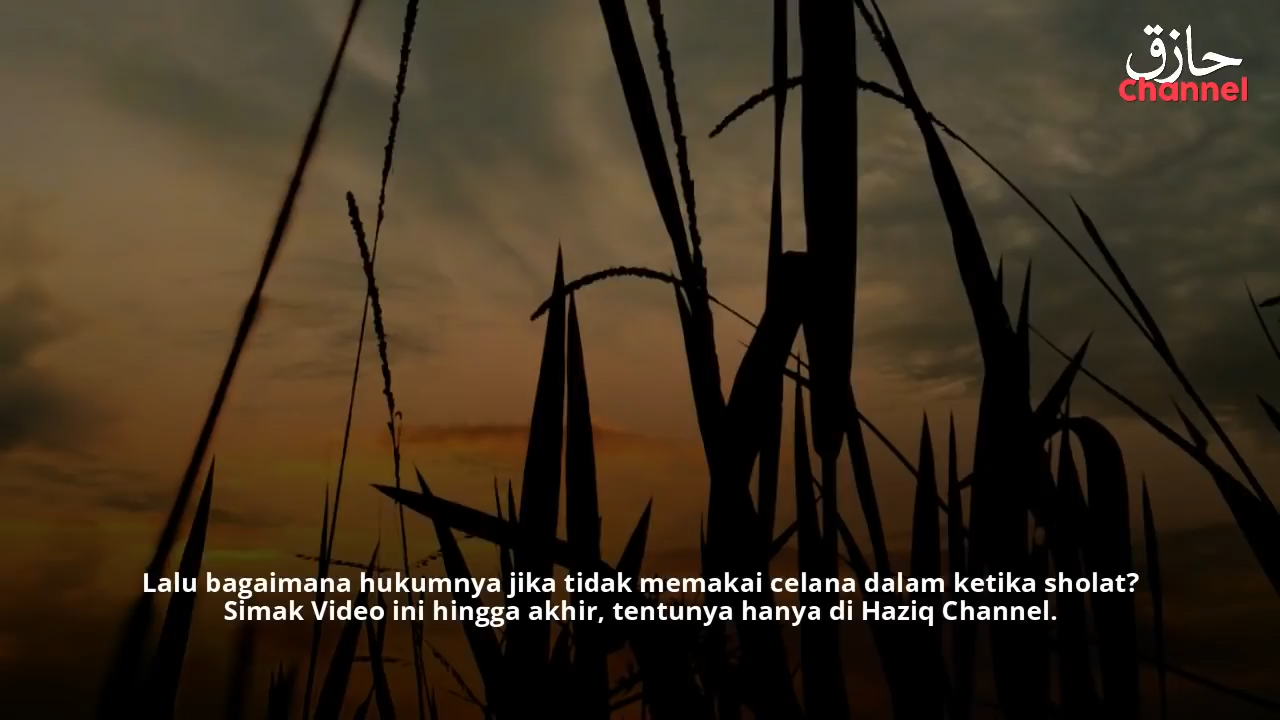 حازق
Channel
Lalu bagaimana hukumnya jika tidak memakai celana dalam ketika sholat?
Simak Video ini hingga akhir, tentunya hanya di Haziq Channel.